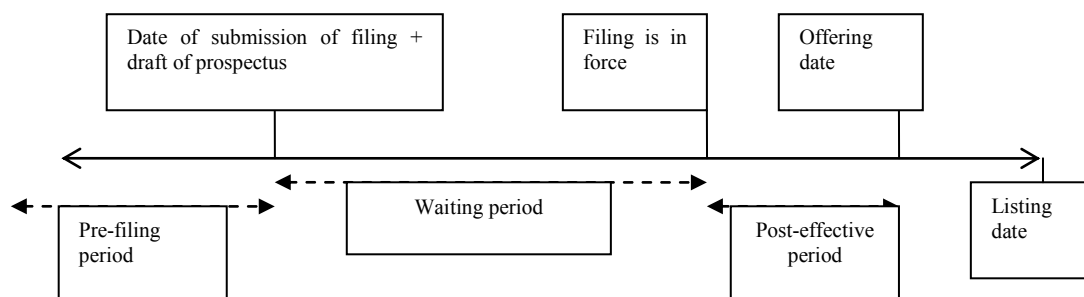 Date of submission of filing +
draft of prospectus
Filing is in
force
Offering
date
Waiting period
Pre-filing
period
Post-effective
period
Listing
date